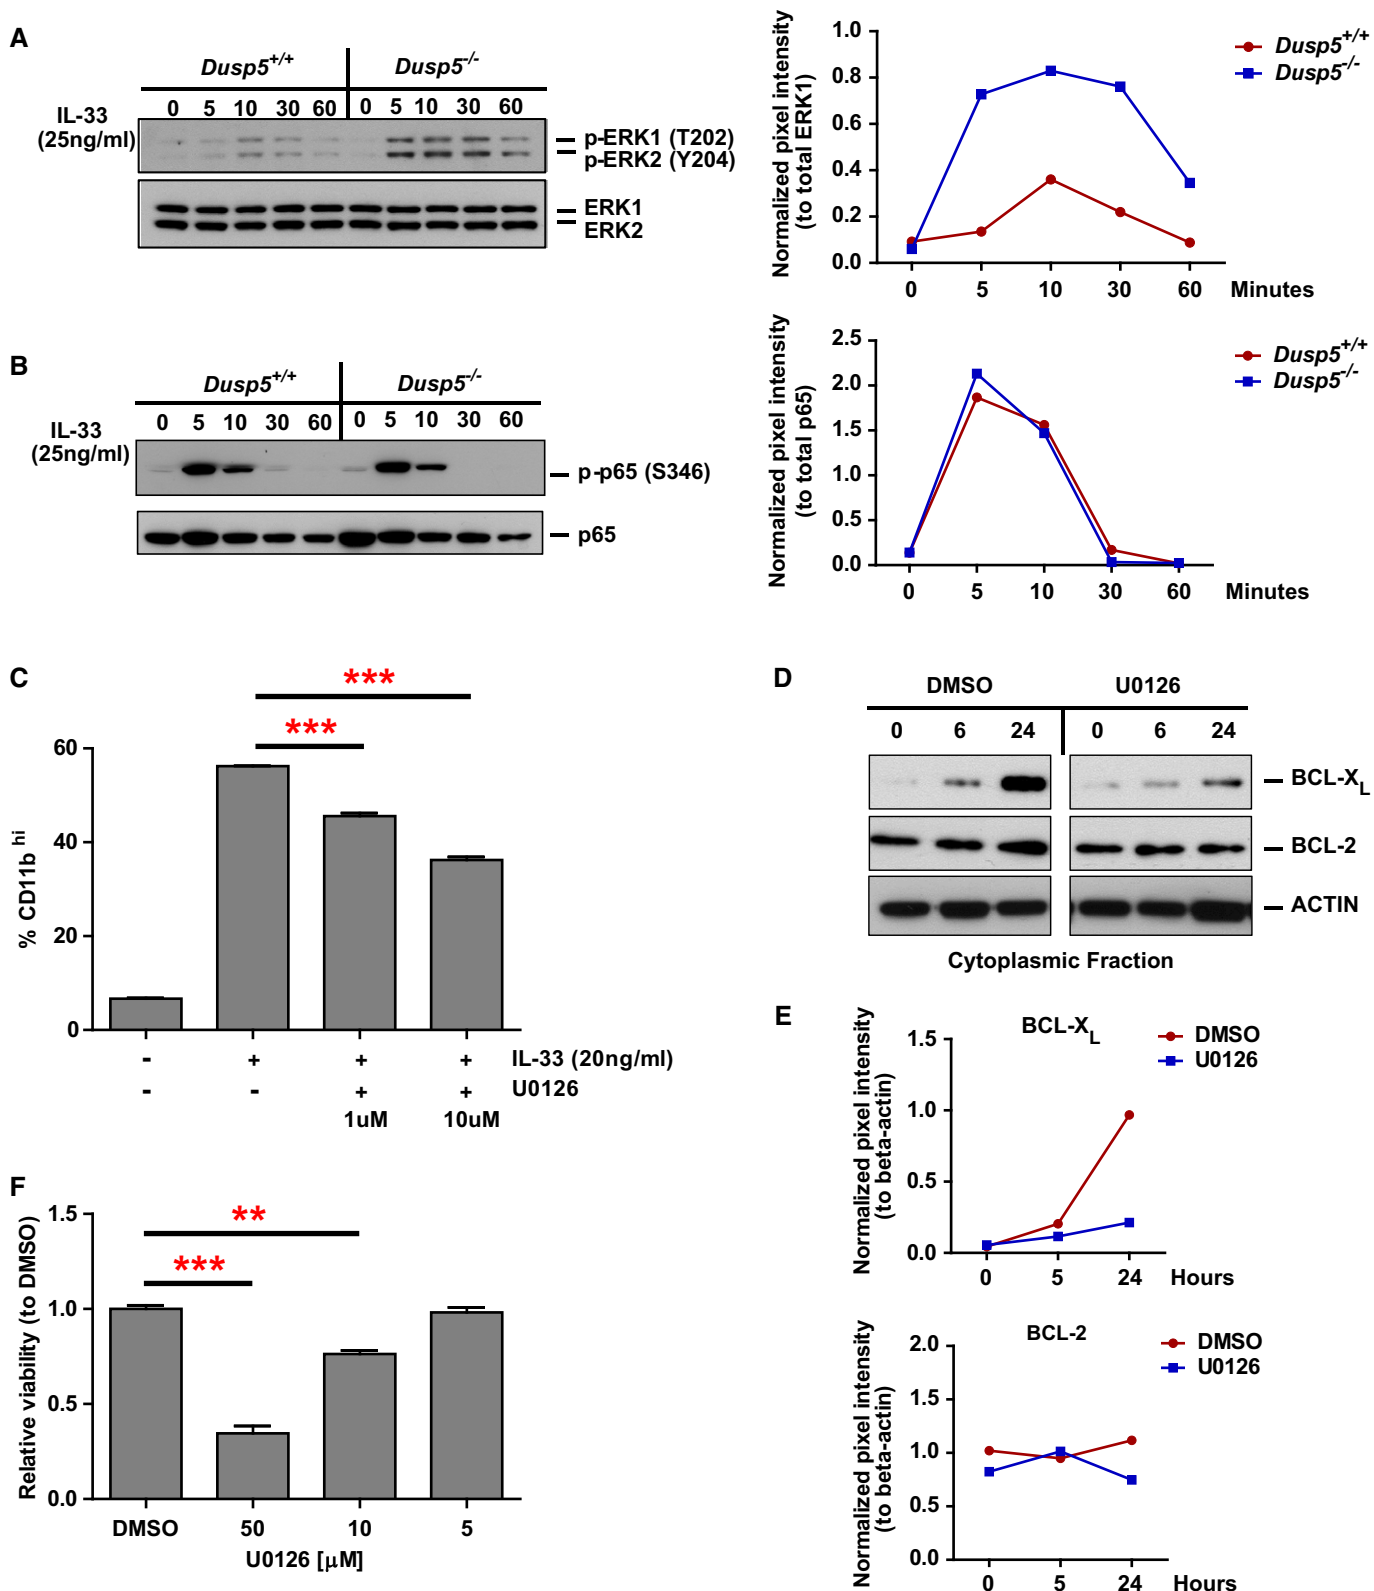 A
Dusp5+/+ Dusp5-/-
IL-33
(25ng/ml)
0 5 10 30 60 0 5 10 30 60
p-ERK1 (T202)
p-ERK2 (Y204)
ERK1
ERK2
Normalized pixel intensity
(to total ERK1)
1.0
0.8
0.6
0.4
0.2
0.0
0 5 10 30 60 Minutes
Dusp5+/+
Dusp5-/-
B
Dusp5+/+ Dusp5-/-
IL-33
(25ng/ml)
0 5 10 30 60 0 5 10 30 60
p-p65 (S346)
p65
Normalized pixel intensity
(to total p65)
2.5
2.0
1.5
1.0
0.5
0.0
0 5 10 30 60 Minutes
Dusp5+/+
Dusp5-/-
C
***
***
% CD11b hi
60
40
20
0
- + + + IL-33 (20ng/ml)
- - + + U0126
1uM 10uM
D
DMSO U0126
0 6 24 0 6 24
BCL-XL
BCL-2
ACTIN
Cytoplasmic Fraction
E
BCL-XL
DMSO
U0126
Normalized pixel intensity
(to beta-actin)
1.5
1.0
0.5
0.0
0 5 24 Hours
BCL-2
DMSO
U0126
Normalized pixel intensity
(to beta-actin)
2.0
1.5
1.0
0.5
0.0
0 5 24 Hours
F
**
***
Relative viability (to DMSO)
1.5
1.0
0.5
0.0
DMSO 50 10 5
U0126 [μM]